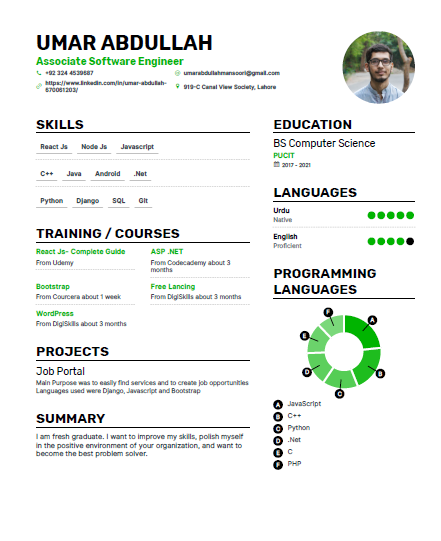 UMAR ABDULLAH
Associate Software Engineer
+92 324 4539687
umarabdullahmansoori@gmail.com
https://www.linkedin.com/in/umar-abdullah-
670061203/
919-C Canal View Society, Lahore
SKILLS
React Js Node Js Javascript
C++ Java Android .Net
Python Django SQL Git
TRAINING / COURSES
React Js- Complete Guide
From Udemy
ASP .NET
From Codecademy about 3
months
Bootstrap
From Courcera about 1 week
Free Lancing
From DigiSkills about 3 months
WordPress
From DigiSkills about 3 months
PROJECTS
Job Portal
Main Purpose was to easily find services and to create job opportunities
Languages used were Django, Javascript and Bootstrap
SUMMARY
I am fresh graduate. I want to improve my skills, polish myself
in the positive environment of your organization, and want to
become the best problem solver.
EDUCATION
BS Computer Science
PUCIT
2017 - 2021
LANGUAGES
Urdu
Native
English
Proficient
PROGRAMMING
LANGUAGES
F
A
E
B
D
C
A JavaScript
B C++
C Python
D .Net
E C
F PHP